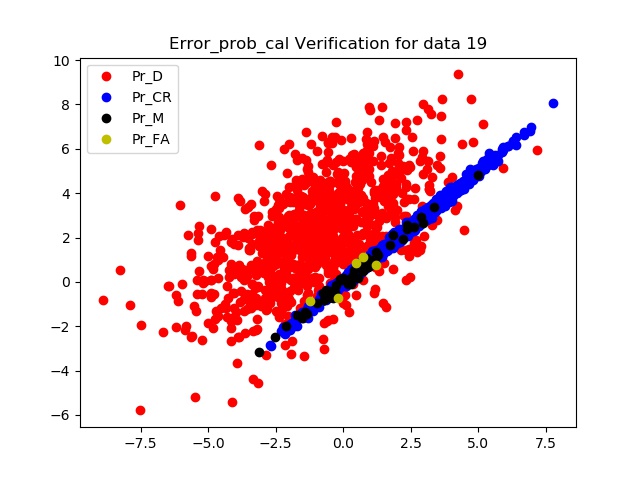 Error_prob_cal Verification for data 19
Pr_D
Pr_CR
Pr_M
Pr_FA
10
8
6
4
2
0
−2
−4
−6
−7.5 −5.0 −2.5 0.0 2.5 5.0 7.5